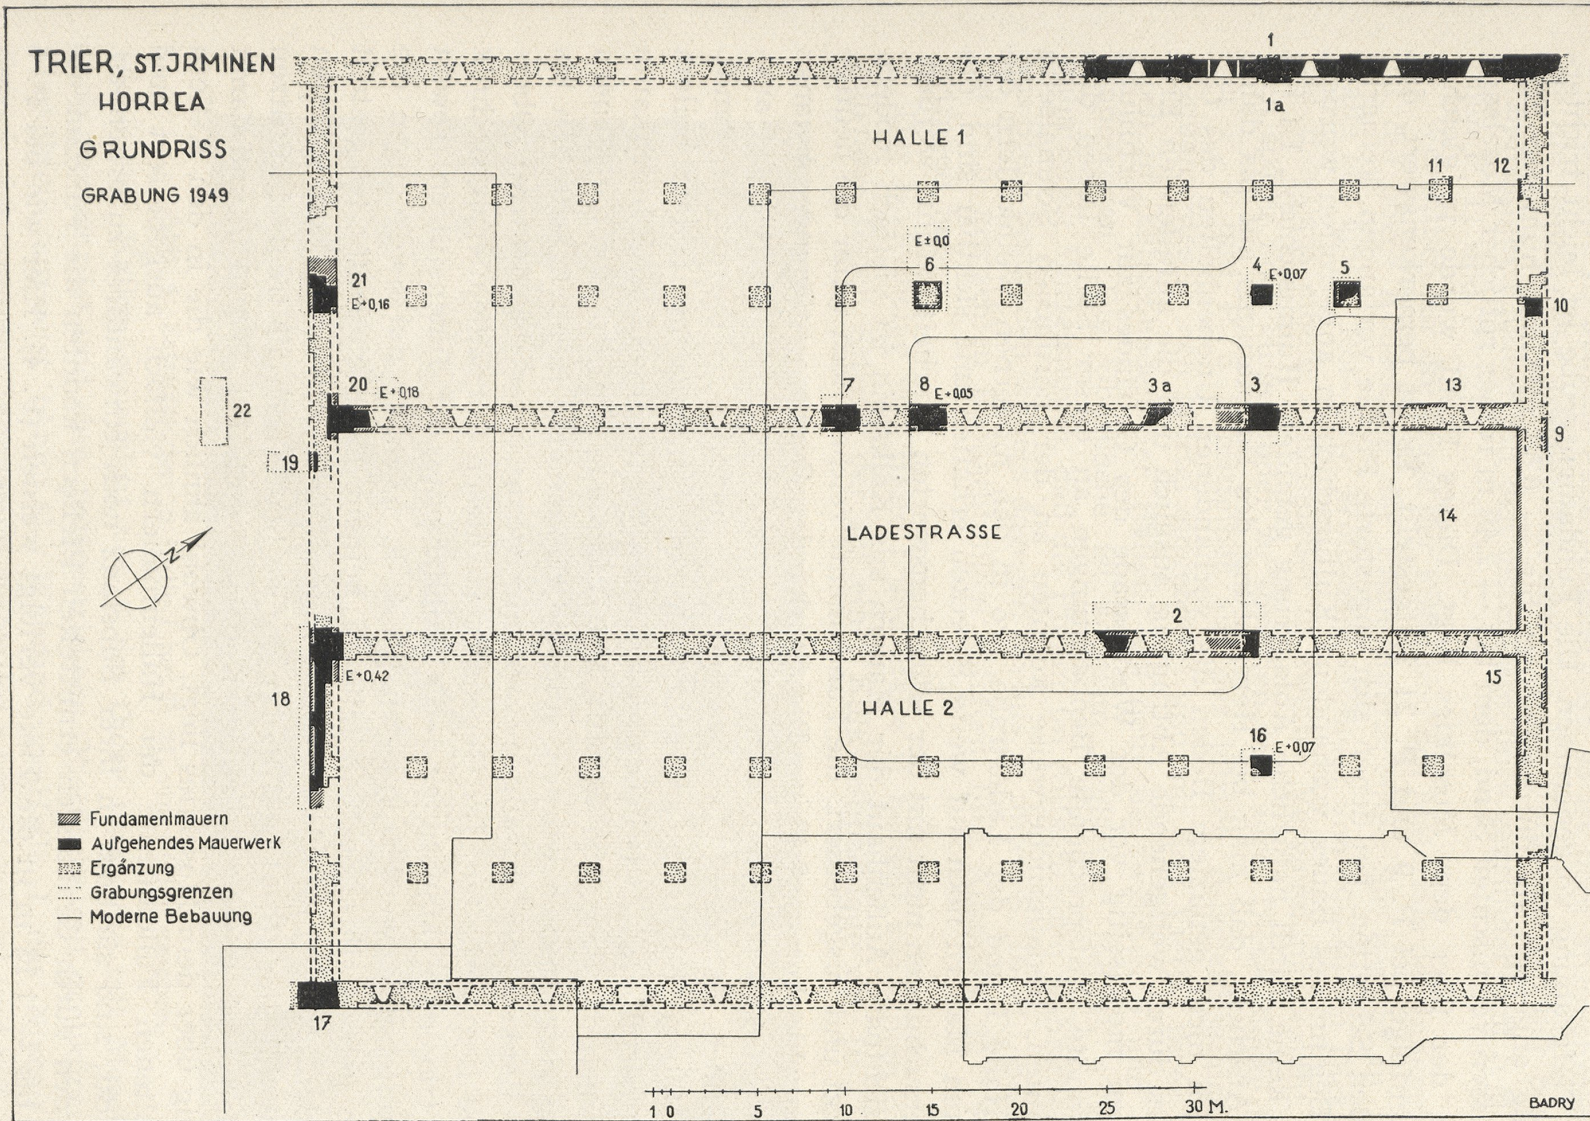 TRIER, ST. JRMINEN
HORREA
GRUNDRISS
GRABUNG 1949
1
1a
HALLE 1
11
12
E±0,0
6
4
E+0,07
5
21
E+0,16
10
20
E+0,18
7
8
E+0,05
3a
3
13
22
9
19
N
LADESTRASSE
14
2
18
E+0,42
HALLE 2
15
16
E+0,07
Fundamentmauern
Aufgehendes Mauerwerk
Ergänzung
Grabungsgrenzen
Moderne Bebauung
17
1 0 5 10 15 20 25 30 M.
BADRY